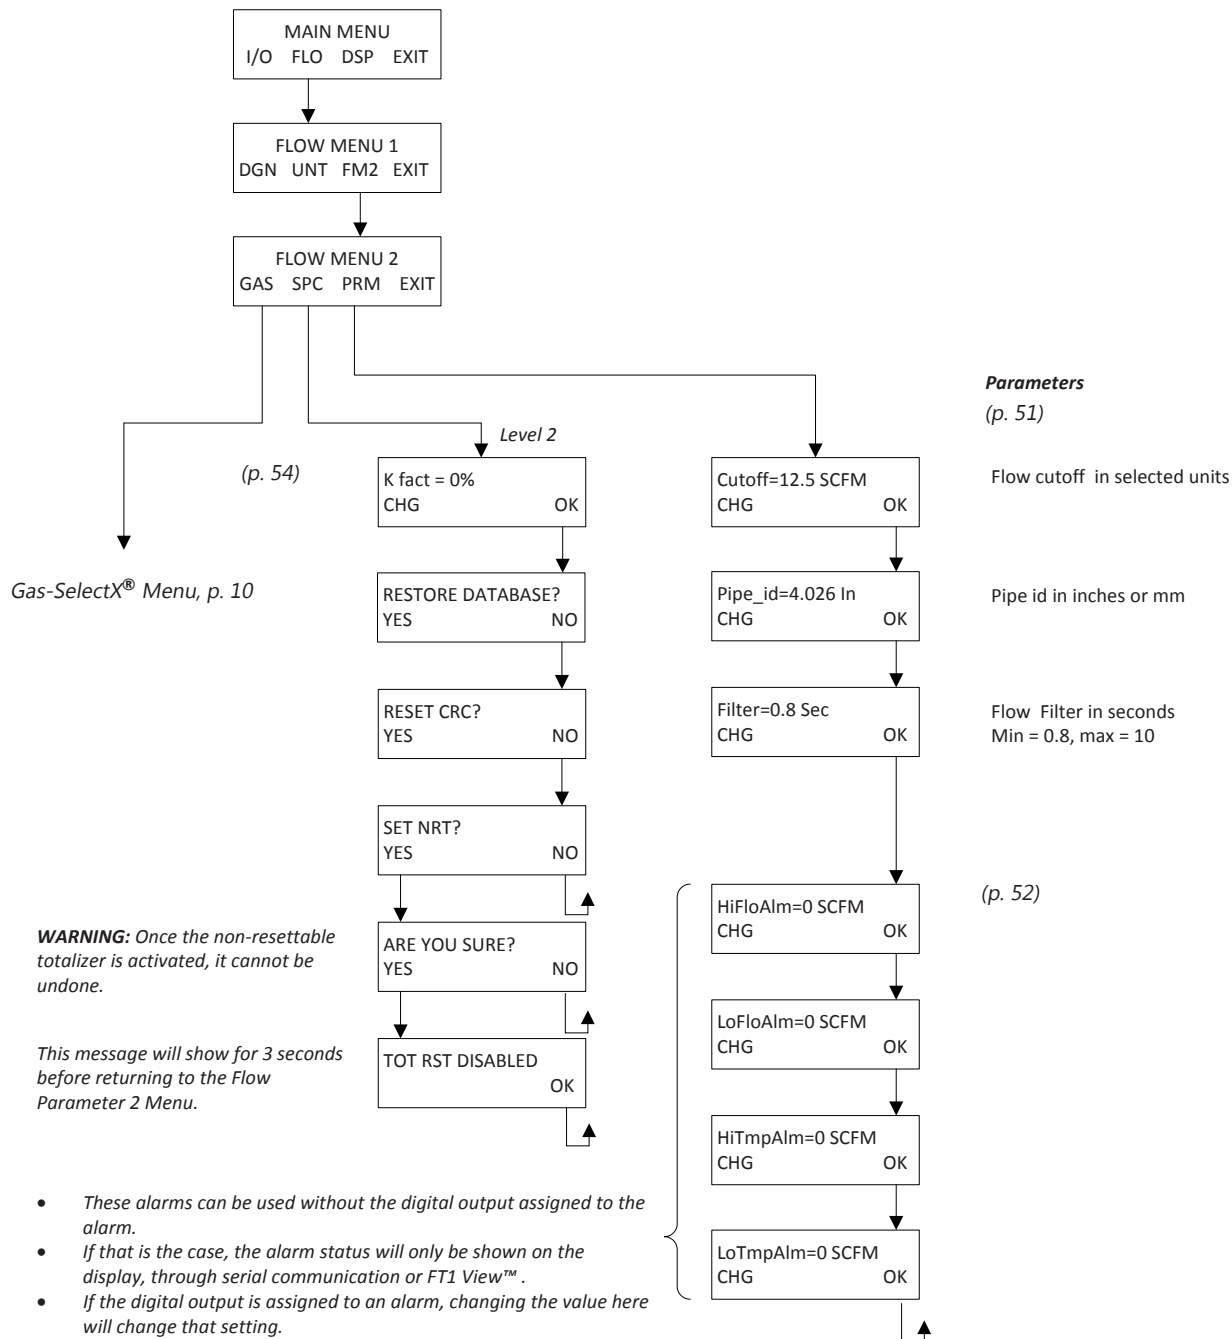 MAIN MENU
I/O FLO DSP EXIT
FLOW MENU 1
DGN UNT FM2 EXIT
FLOW MENU 2
GAS SPC PRM EXIT
Gas-SelectX® Menu, p. 10
(p. 54)
Level 2
K fact = 0%
CHG OK
RESTORE DATABASE?
YES NO
RESET CRC?
YES NO
SET NRT?
YES NO
WARNING: Once the non-resettable
totalizer is activated, it cannot be
undone.
ARE YOU SURE?
YES NO
This message will show for 3 seconds
before returning to the Flow
Parameter 2 Menu.
TOT RST DISABLED
OK
Parameters
(p. 51)
Cutoff=12.5 SCFM
CHG OK
Flow cutoff in selected units
Pipe_id=4.026 In
CHG OK
Pipe id in inches or mm
Filter=0.8 Sec
CHG OK
Flow Filter in seconds
Min = 0.8, max = 10
(p. 52)
HiFloAlm=0 SCFM
CHG OK
LoFloAlm=0 SCFM
CHG OK
HiTmpAlm=0 SCFM
CHG OK
LoTmpAlm=0 SCFM
CHG OK
• These alarms can be used without the digital output assigned to the
alarm.
• If that is the case, the alarm status will only be shown on the
display, through serial communication or FT1 View™ .
• If the digital output is assigned to an alarm, changing the value here
will change that setting.